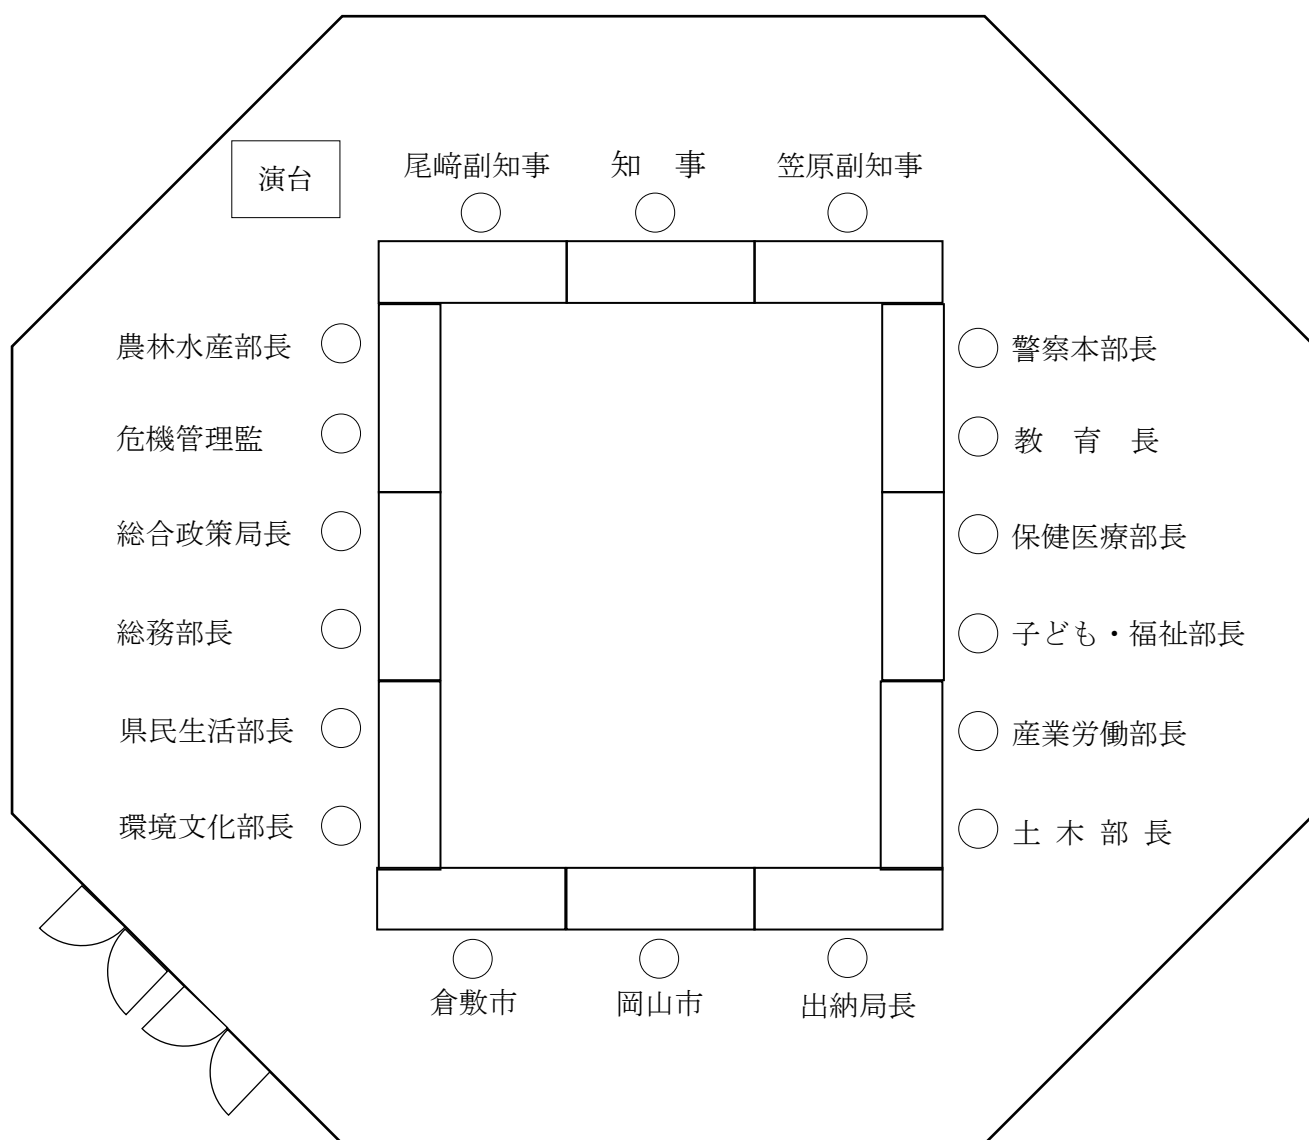 演台
尾﨑副知事
知　事
笠原副知事
農林水産部長
警察本部長
危機管理監
教　育　長
総合政策局長
保健医療部長
総務部長
子ども・福祉部長
県民生活部長
産業労働部長
環境文化部長
土 木 部 長
倉敷市
岡山市
出納局長